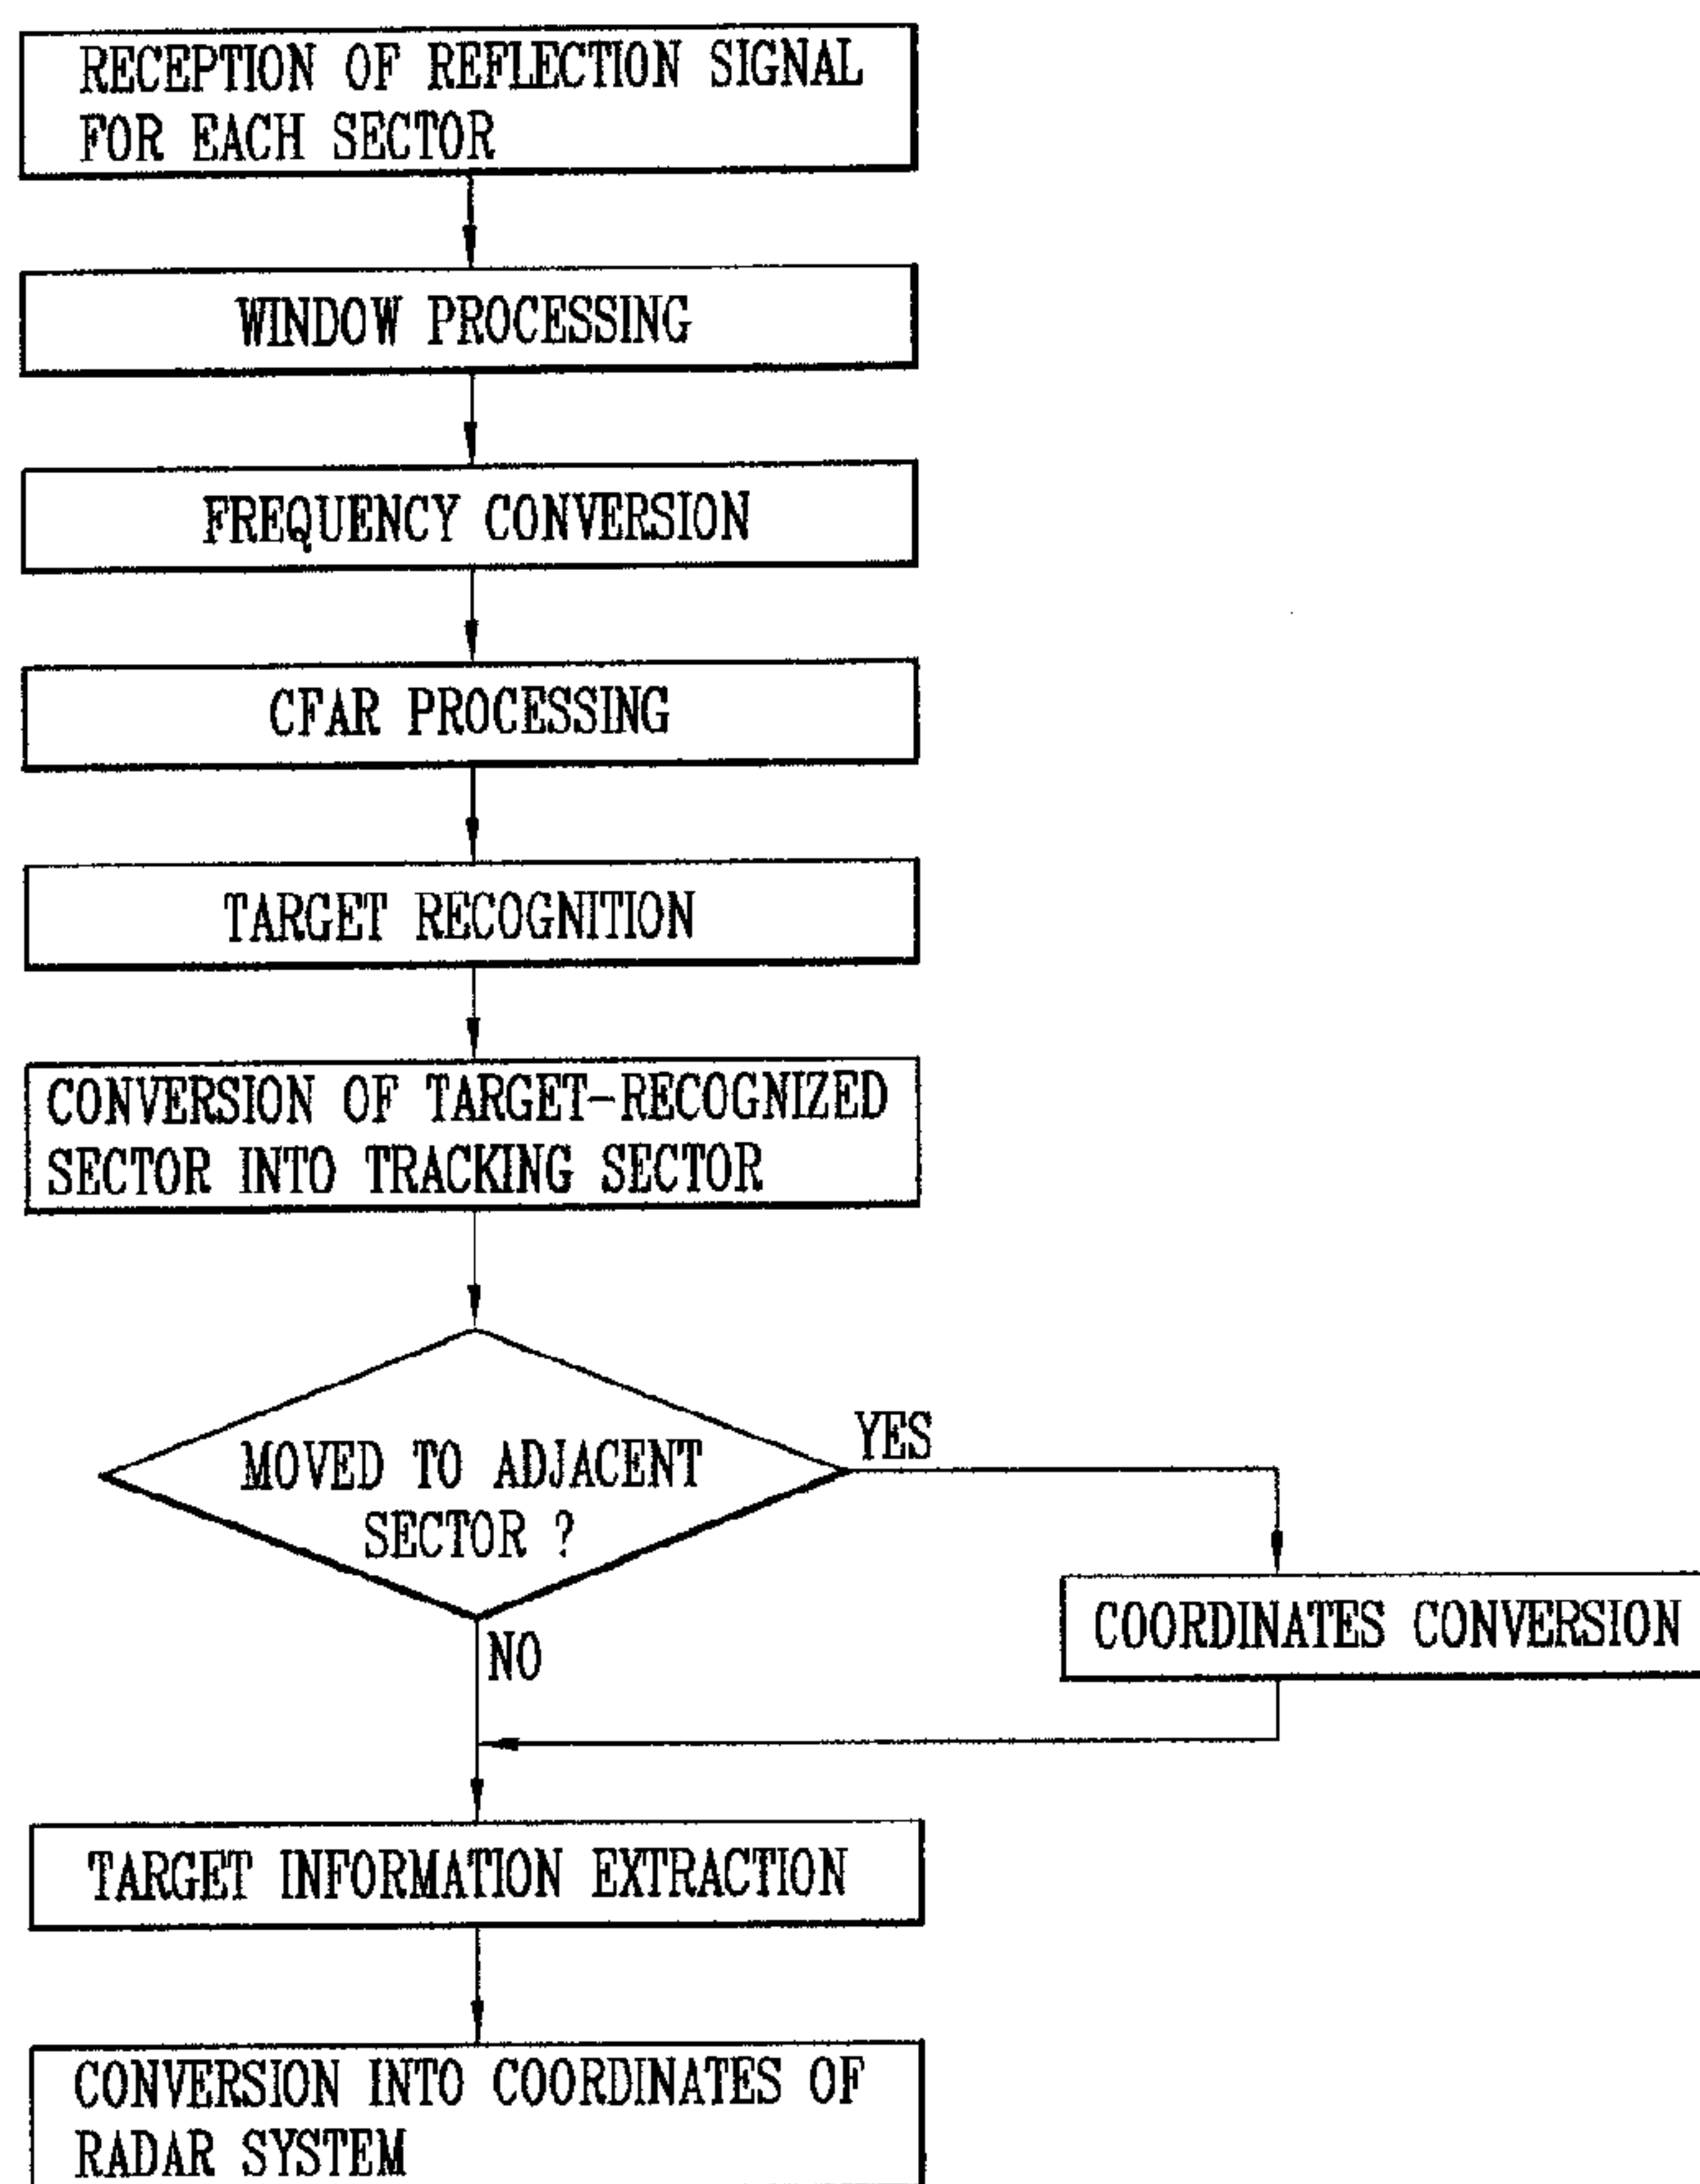 RECEPTION OF REFLECTION SIGNAL
FOR EACH SECTOR
WINDOW PROCESSING
FREQUENCY CONVERSION
CFAR PROCESSING
TARGET RECOGNITION
CONVERSION OF TARGET-RECOGNIZED
SECTOR INTO TRACKING SECTOR
MOVED TO ADJACENT
SECTOR ?
YES
NO
COORDINATES CONVERSION
TARGET INFORMATION EXTRACTION
CONVERSION INTO COORDINATES OF
RADAR SYSTEM